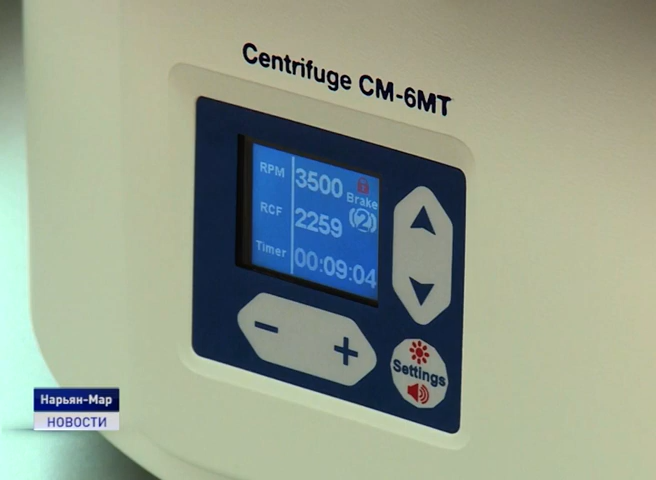 Centrifuge CM-6MT
RPM 3500
Brake
RCF 2259 (2)
Timer 00:09:04
− +
Settings
Нарьян-Мар
НОВОСТИ